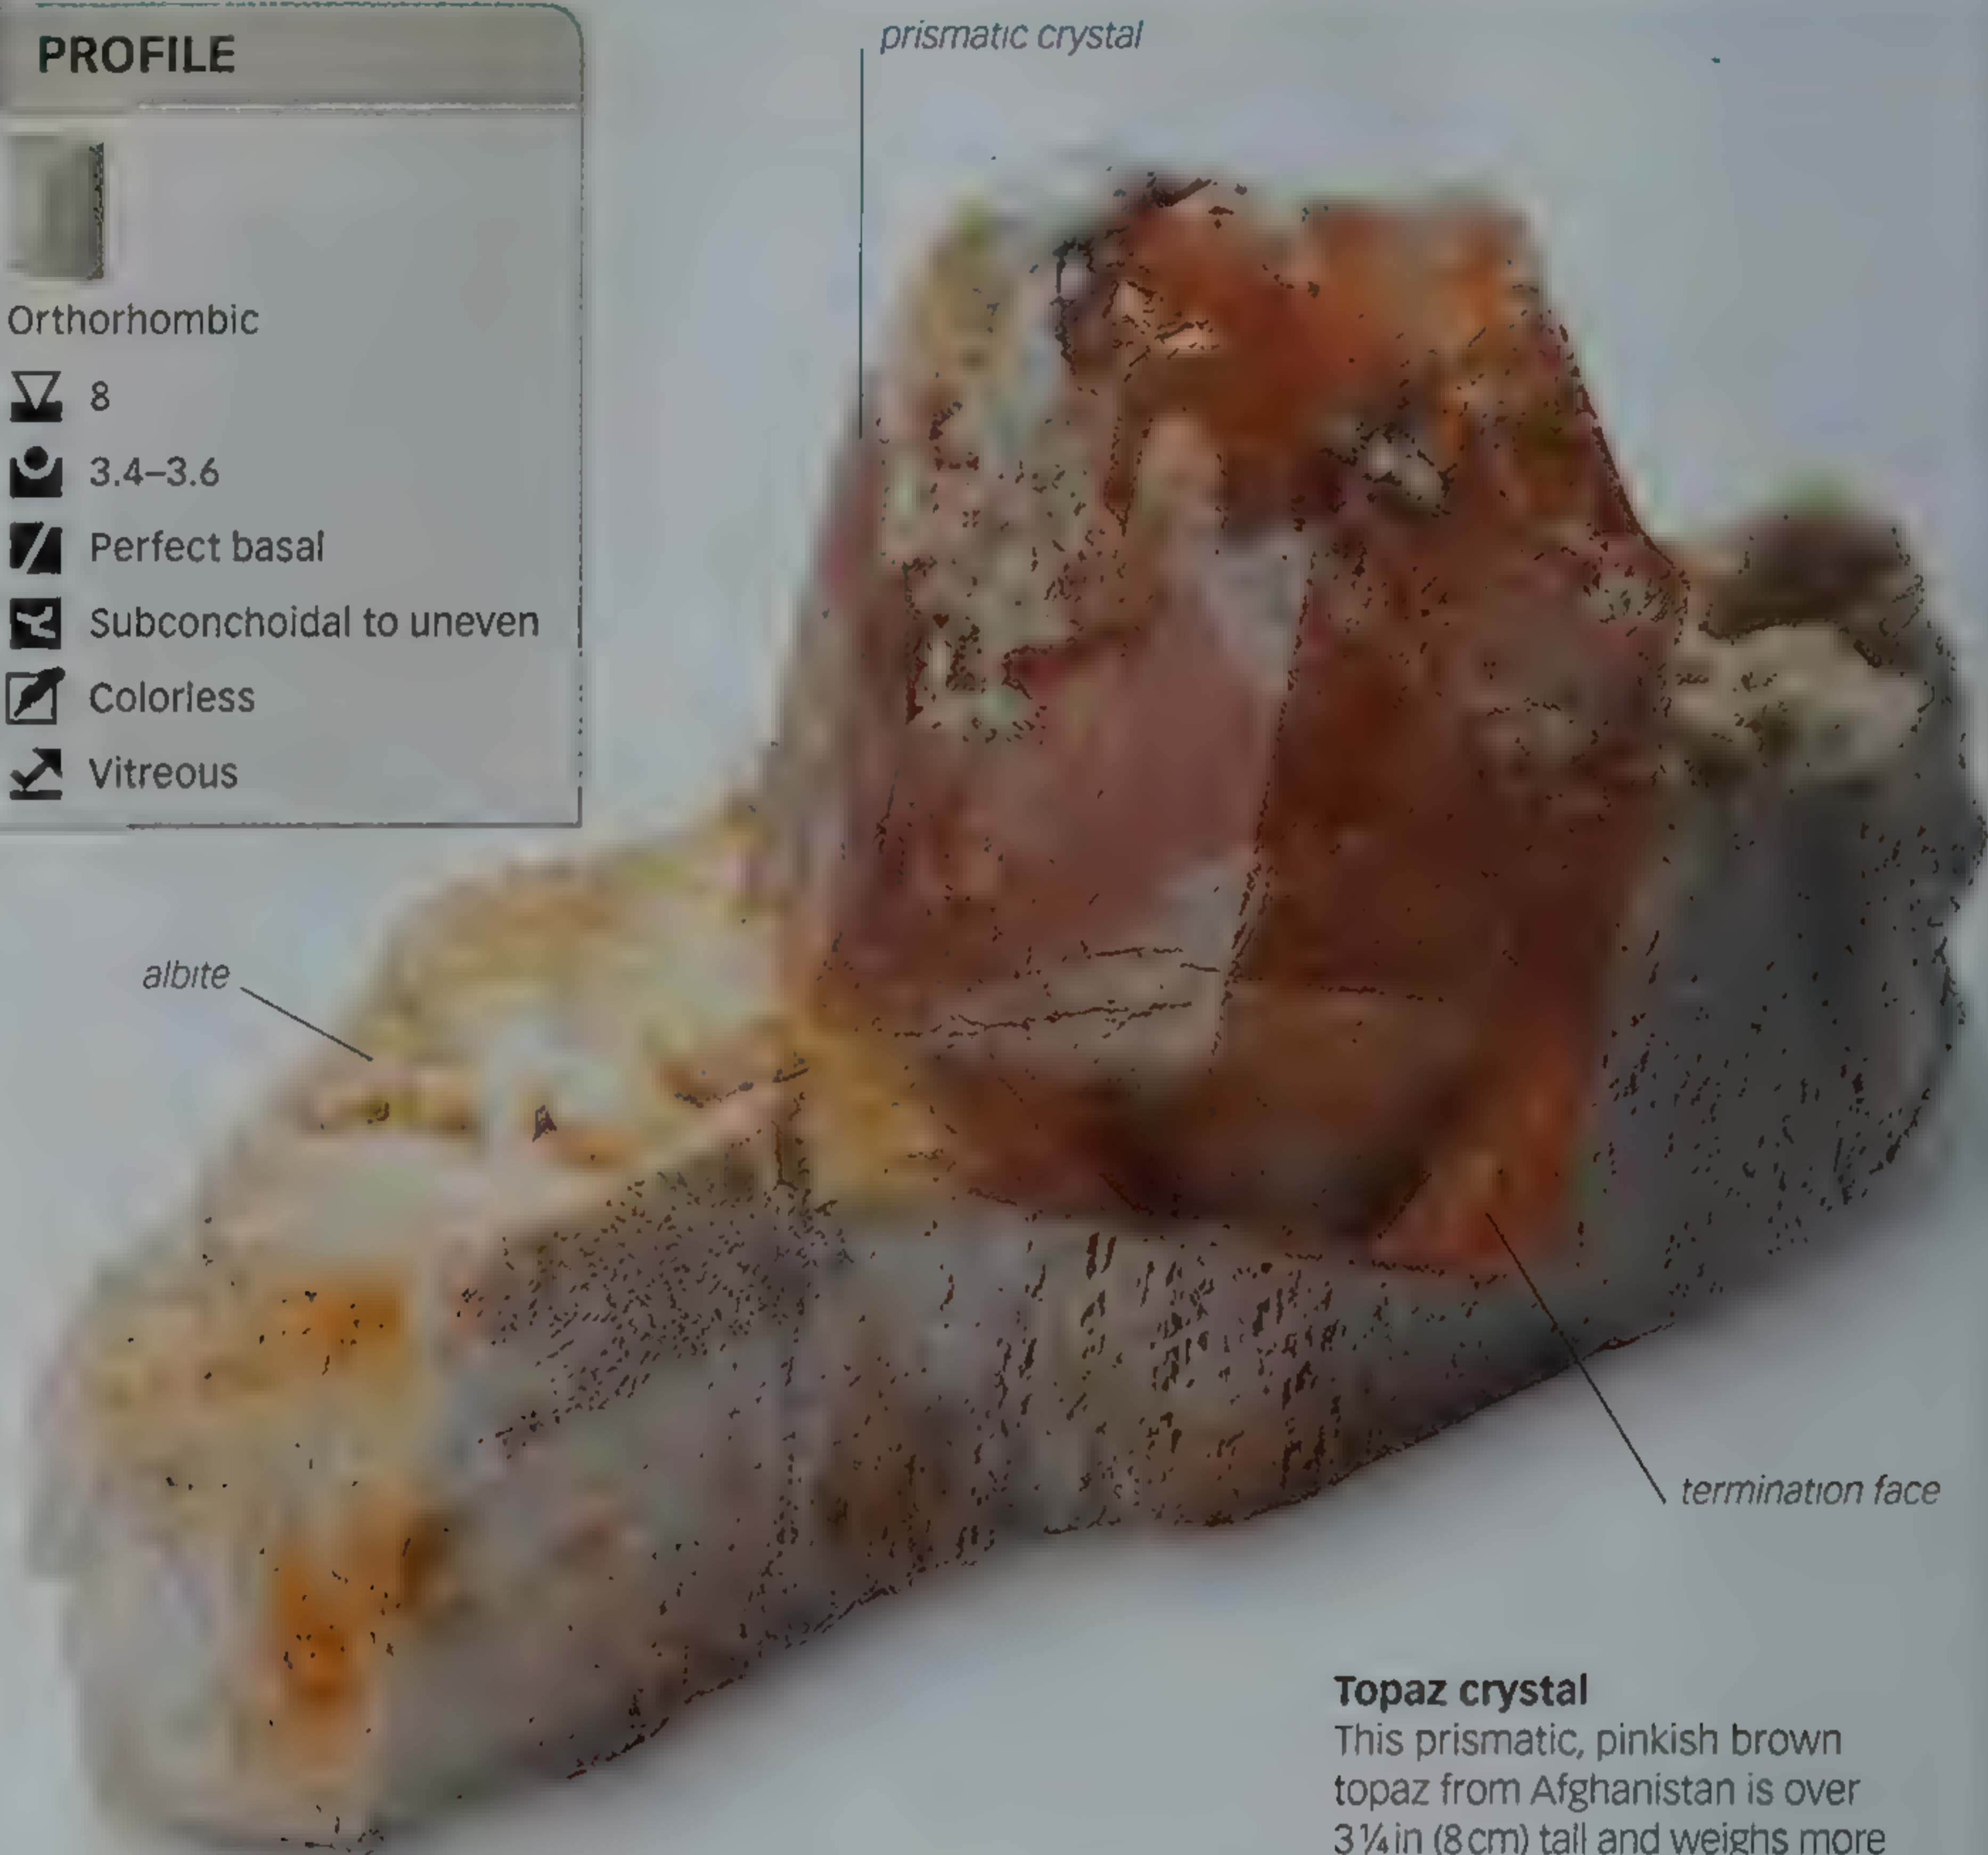 PROFILE
prismatic crystal
Orthorhombic
8
3.4–3.6
Perfect basal
Subconchoidal to uneven
Colorless
Vitreous
albite
termination face
Topaz crystal
This prismatic, pinkish brown
topaz from Afghanistan is over
3¼in (8cm) tall and weighs more